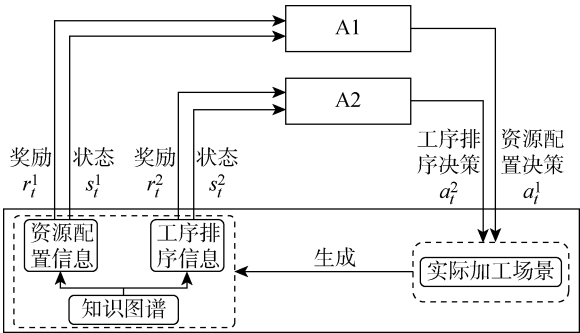 A1
A2
奖励
r_t^1
状态
s_t^1
奖励
r_t^2
状态
s_t^2
工序排
序决策
a_t^2
资源配
置决策
a_t^1
资源配
置信息
工序排
序信息
知识图谱
生成
实际加工场景